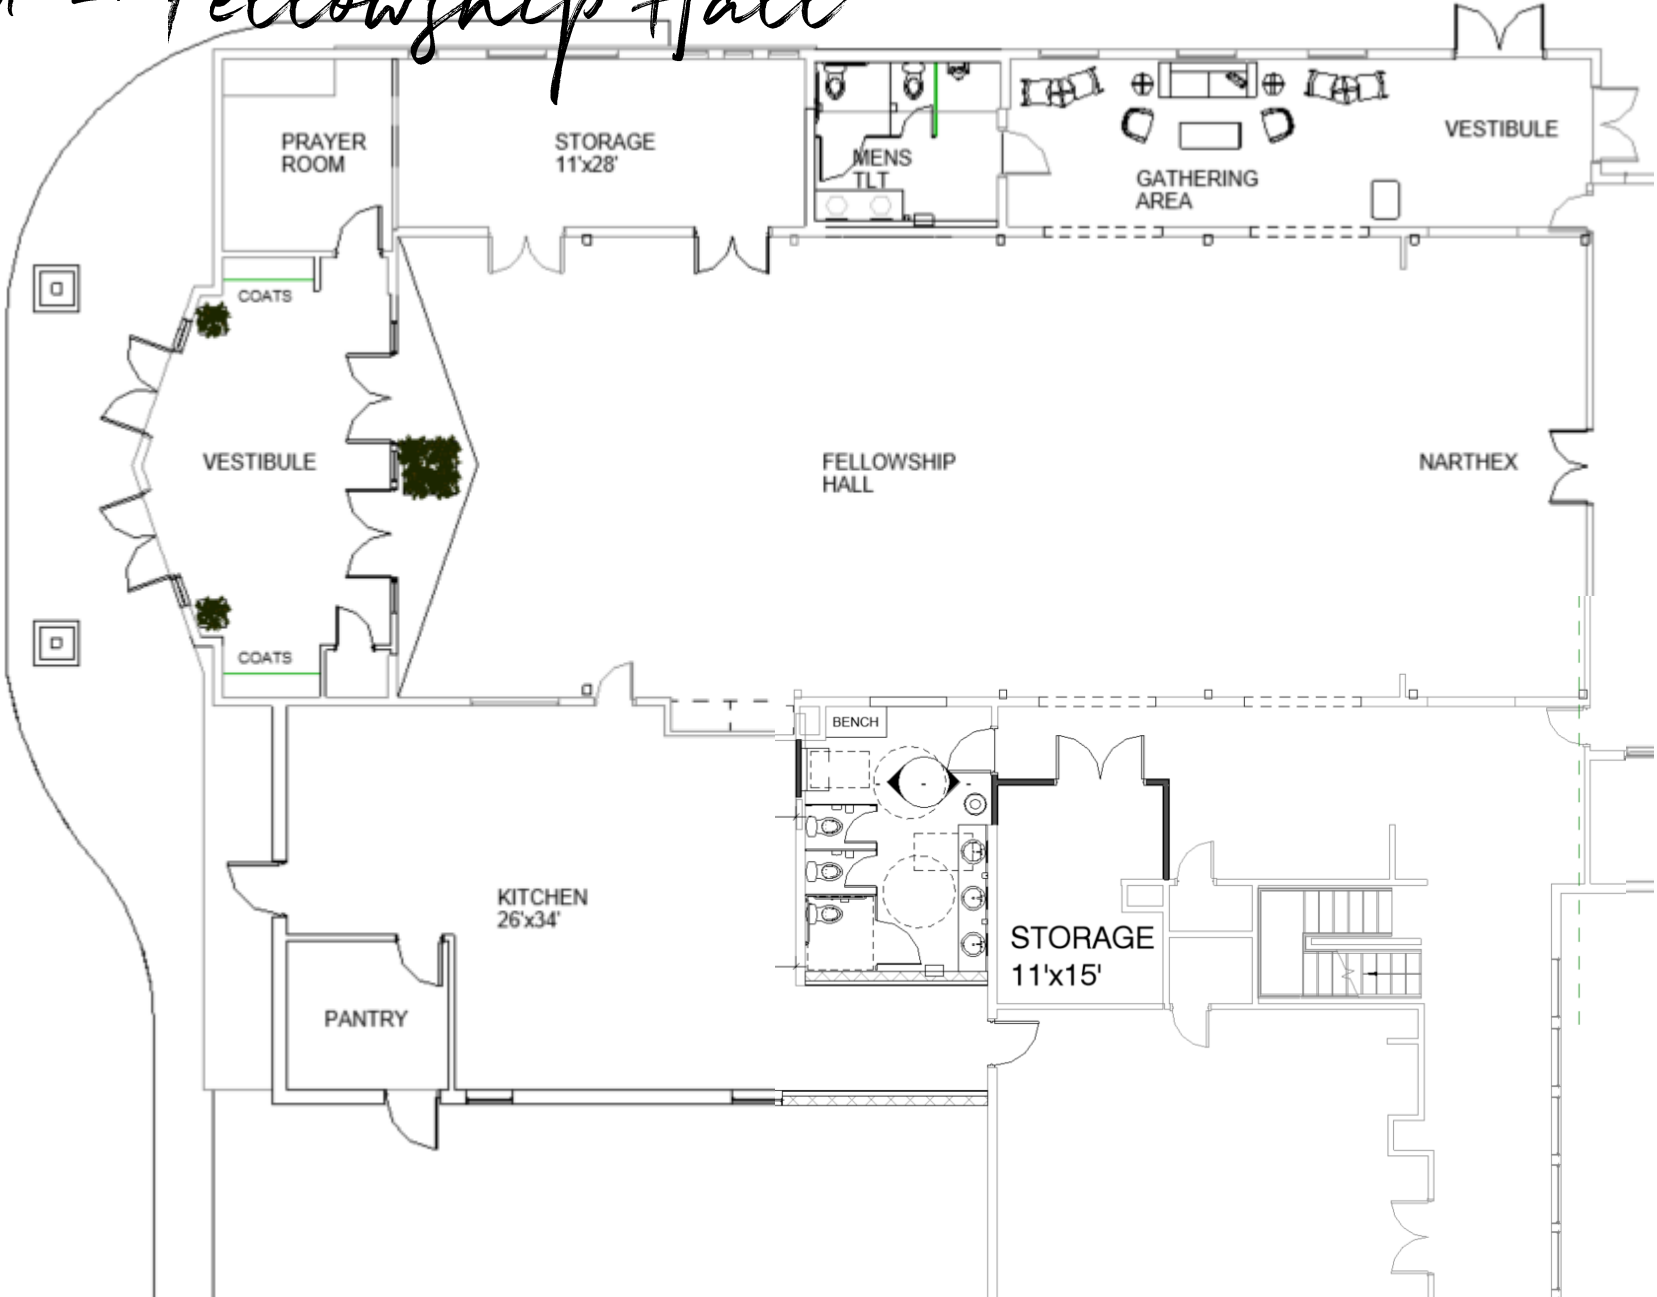 Fellowship Hall
PRAYER
ROOM
STORAGE
11'x28'
MENS
TLT
GATHERING
AREA
VESTIBULE
COATS
VESTIBULE
FELLOWSHIP
HALL
NARTHEX
COATS
BENCH
KITCHEN
26'x34'
STORAGE
11'x15'
PANTRY